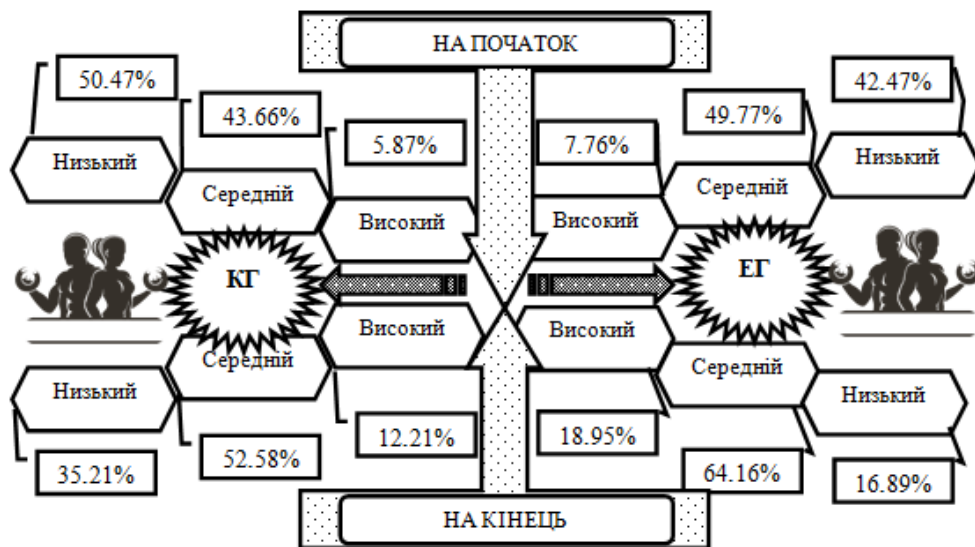 НА ПОЧАТОК
50.47%
43.66%
5.87%
7.76%
49.77%
42.47%
Низький
Середній
Високий
Високий
Середній
Низький
КГ
ЕГ
Низький
Середній
Високий
Високий
Середній
Низький
35.21%
52.58%
12.21%
18.95%
64.16%
16.89%
НА КІНЕЦЬ